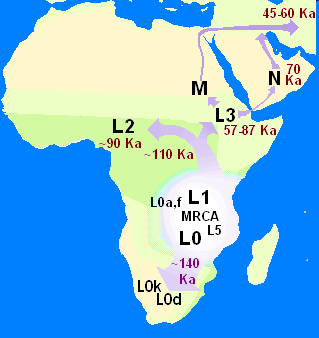 45-60 Ka
M
N
70
Ka
L3
57-87 Ka
L2
~90 Ka
~110 Ka
L0a,f
L1
MRCA
L5
L0
~140
Ka
L0k
L0d